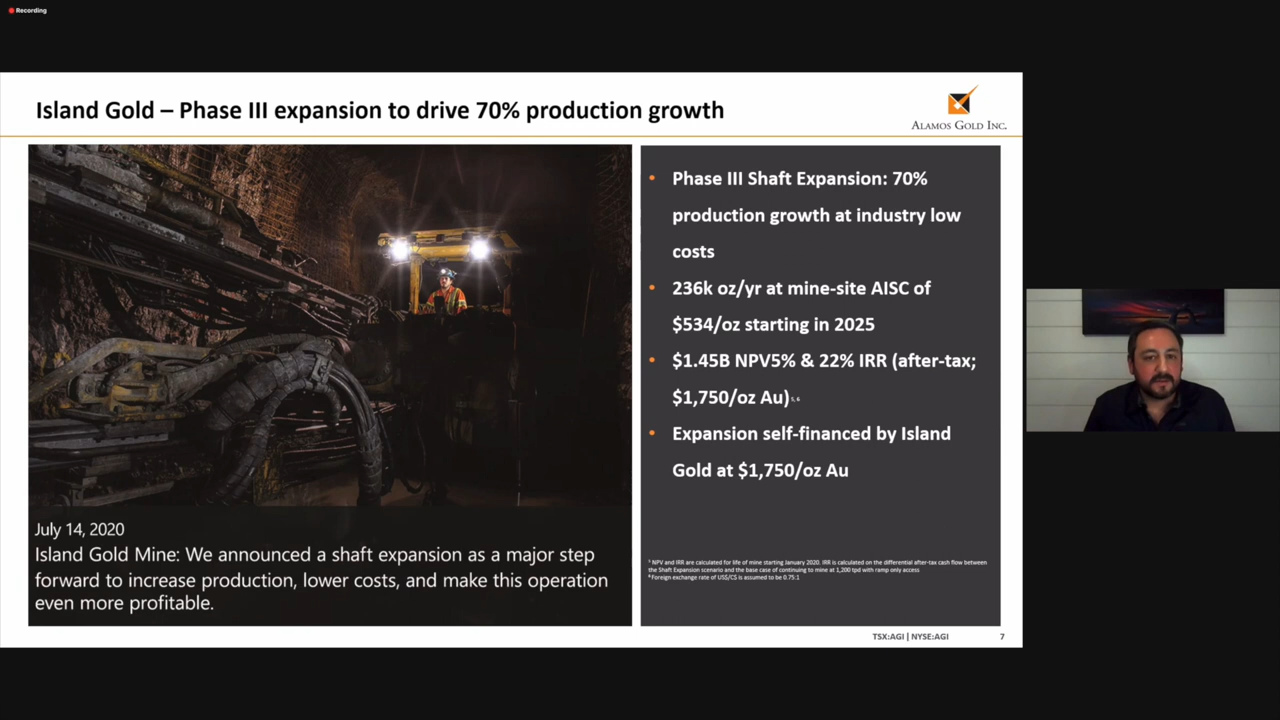 Recording
Island Gold – Phase III expansion to drive 70% production growth
ALAMOS GOLD INC.
• Phase III Shaft Expansion: 70%
production growth at industry low
costs
• 236k oz/yr at mine-site AISC of
$534/oz starting in 2025
• $1.45B NPV5% & 22% IRR (after-tax;
$1,750/oz Au)5, 6
• Expansion self-financed by Island
Gold at $1,750/oz Au
July 14, 2020
Island Gold Mine: We announced a shaft expansion as a major step
forward to increase production, lower costs, and make this operation
even more profitable.
5 NPV and IRR are calculated for life of mine starting January 2020. IRR is calculated on the differential after-tax cash flow between
the Shaft Expansion scenario and the base case of continuing to mine at 1,200 tpd with ramp only access
6 Foreign exchange rate of US$/C$ is assumed to be 0.75:1
TSX:AGI | NYSE:AGI
7